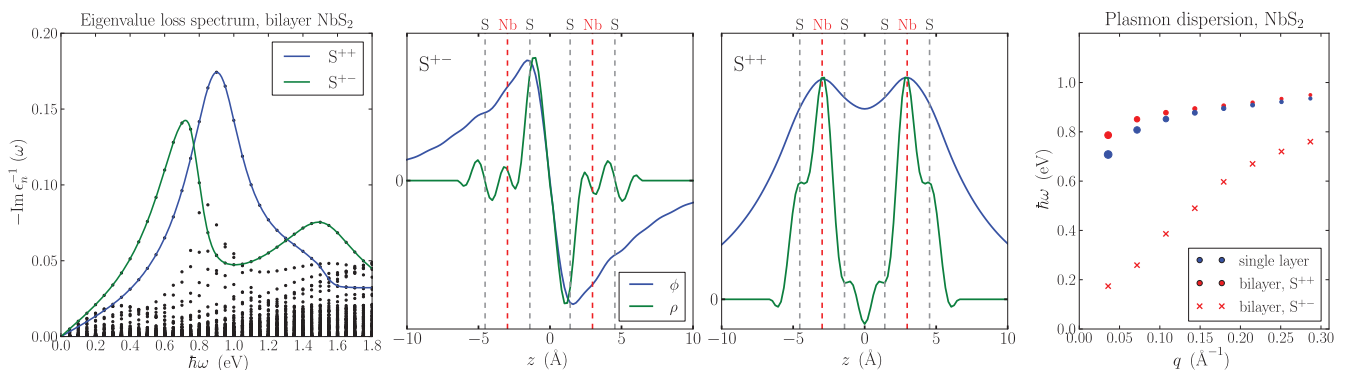 Eigenvalue loss spectrum, bilayer NbS₂
0.20
0.15
0.10
0.05
0.00
−Im ϵₙ⁻¹ (ω)
S⁺⁺
S⁺⁻
0.0 0.2 0.4 0.6 0.8 1.0 1.2 1.4 1.6 1.8
ħω (eV)
S Nb S S Nb S
S⁺⁻
0
ϕ
ρ
−10 −5 0 5 10
z (Å)
S Nb S S Nb S
S⁺⁺
0
−10 −5 0 5 10
z (Å)
Plasmon dispersion, NbS₂
1.0
0.8
0.6
0.4
0.2
0.0
ħω (eV)
single layer
bilayer, S⁺⁺
bilayer, S⁺⁻
0.00 0.05 0.10 0.15 0.20 0.25 0.30
q (Å⁻¹)